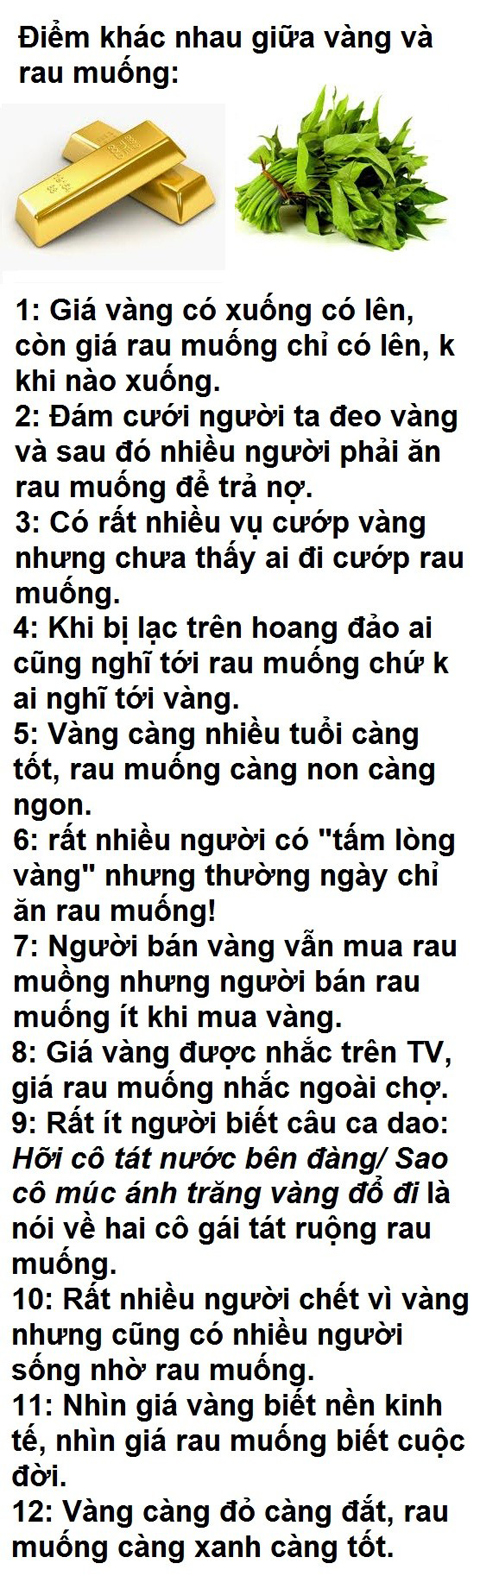 Điểm khác nhau giữa vàng và
rau muống:
1: Giá vàng có xuống có lên,
còn giá rau muống chỉ có lên, k
khi nào xuống.
2: Đám cưới người ta đeo vàng
và sau đó nhiều người phải ăn
rau muống để trả nợ.
3: Có rất nhiều vụ cướp vàng
nhưng chưa thấy ai đi cướp rau
muống.
4: Khi bị lạc trên hoang đảo ai
cũng nghĩ tới rau muống chứ k
ai nghĩ tới vàng.
5: Vàng càng nhiều tuổi càng
tốt, rau muống càng non càng
ngon.
6: rất nhiều người có "tấm lòng
vàng" nhưng thường ngày chỉ
ăn rau muống!
7: Người bán vàng vẫn mua rau
muồng nhưng người bán rau
muống ít khi mua vàng.
8: Giá vàng được nhắc trên TV,
giá rau muống nhắc ngoài chợ.
9: Rất ít người biết câu ca dao:
Hỡi cô tát nước bên đàng/ Sao
cô múc ánh trăng vàng đổ đi là
nói về hai cô gái tát ruộng rau
muống.
10: Rất nhiều người chết vì vàng
nhưng cũng có nhiều người
sống nhờ rau muống.
11: Nhìn giá vàng biết nền kinh
tế, nhìn giá rau muống biết cuộc
đời.
12: Vàng càng đỏ càng đắt, rau
muống càng xanh càng tốt.